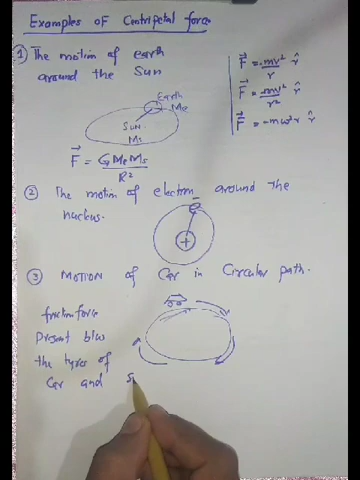 Examples of Centripetal force
① The motion of earth
around the Sun
Earth
Me
Sun
Ms
F⃗ = G Me Ms / R²
F⃗ = -mv²/r r̂
F⃗ = -mv²/r² r̂
F⃗ = -mω²r r̂
② The motion of electron around the
nucleus.
e⁻
+
③ Motion of Car in Circular path.
friction force
Present b/w
the tyres of
Car and